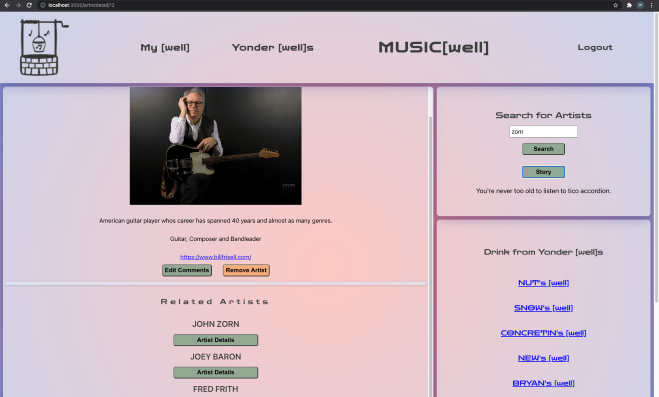 localhost:3000/artistdetail/12
My [well]
Yonder [well]s
MUSIC[well]
Logout
American guitar player whos career has spanned 40 years and almost as many genres.
Guitar, Composer and Bandleader
https://www.billfrisell.com/
Edit Comments
Remove Artist
Related Artists
JOHN ZORN
Artist Details
JOEY BARON
Artist Details
FRED FRITH
Search for Artists
zorn
Search
Story
You're never too old to listen to tico accordion.
Drink from Yonder [well]s
NUT's [well]
SNOW's [well]
CONCRETIN's [well]
NEW's [well]
BRYAN's [well]